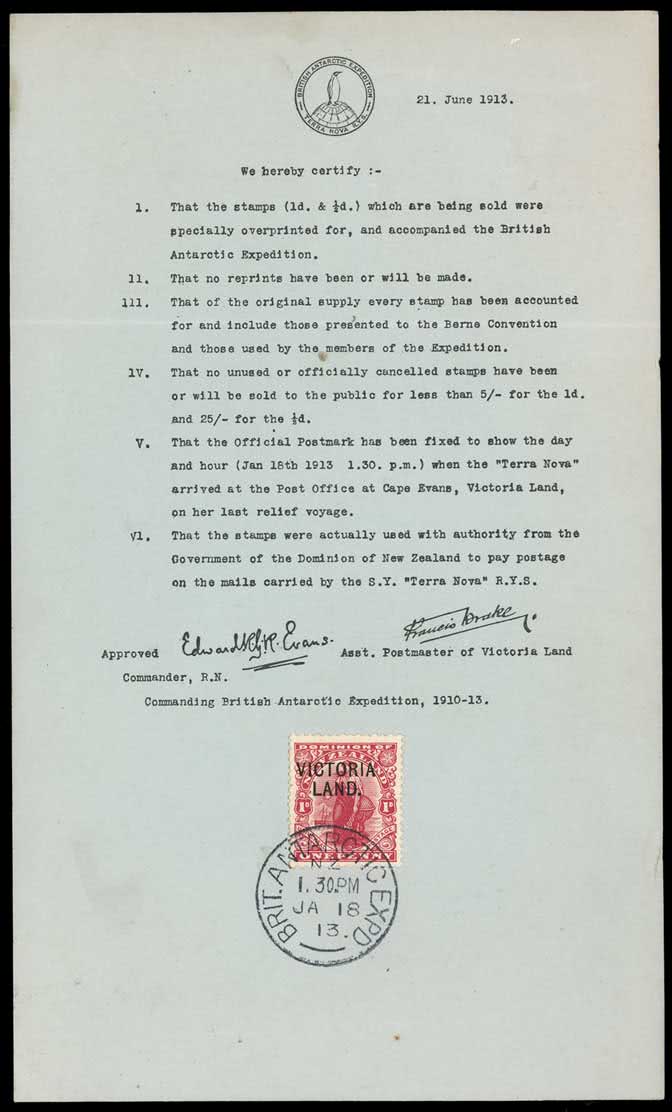 BRITISH ANTARCTIC EXPEDITION
TERRA NOVA R.Y.S.
21. June 1913.
We hereby certify :-
1. That the stamps (1d. & ½d.) which are being sold were
specially overprinted for, and accompanied the British
Antarctic Expedition.
11. That no reprints have been or will be made.
111. That of the original supply every stamp has been accounted
for and include those presented to the Berne Convention
and those used by the members of the Expedition.
1V. That no unused or officially cancelled stamps have been
or will be sold to the public for less than 5/- for the 1d.
and 25/- for the ½d.
V. That the Official Postmark has been fixed to show the day
and hour (Jan 18th 1913 1.30. p.m.) when the "Terra Nova"
arrived at the Post Office at Cape Evans, Victoria Land,
on her last relief voyage.
V1. That the stamps were actually used with authority from the
Government of the Dominion of New Zealand to pay postage
on the mails carried by the S.Y. "Terra Nova" R.Y.S.
Francis Drake.
Approved Edward R.G.R. Evans. Asst. Postmaster of Victoria Land
Commander, R.N.
Commanding British Antarctic Expedition, 1910-13.
DOMINION OF
NEW ZEALAND
VICTORIA
LAND.
1D 1D
POSTAGE
ONE PENNY
BRIT. ANTARCTIC EXPD
N Z
1.30PM
JA 18
13.